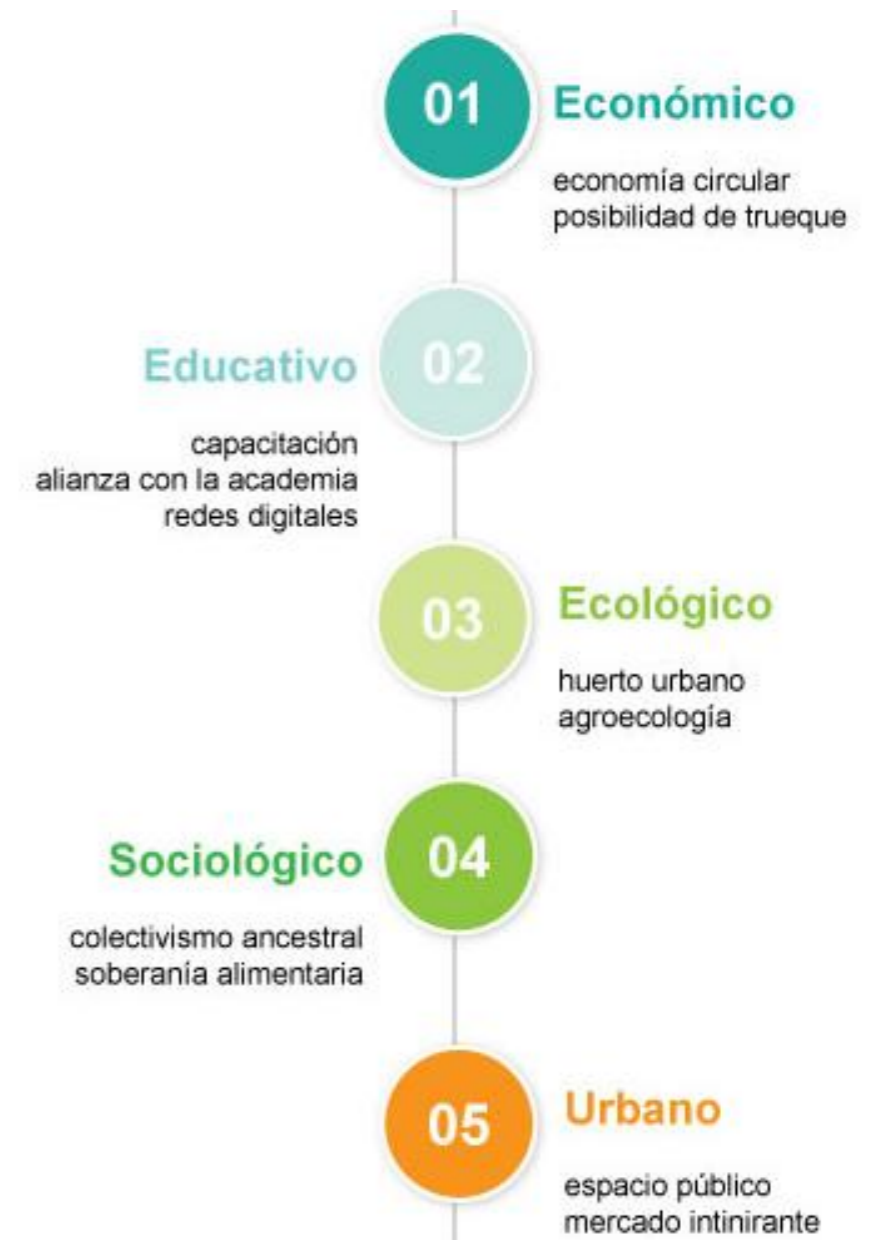 01
Económico
economía circular
posibilidad de trueque
02
Educativo
capacitación
alianza con la academia
redes digitales
03
Ecológico
huerto urbano
agroecología
04
Sociológico
colectivismo ancestral
soberanía alimentaria
05
Urbano
espacio público
mercado intinirante